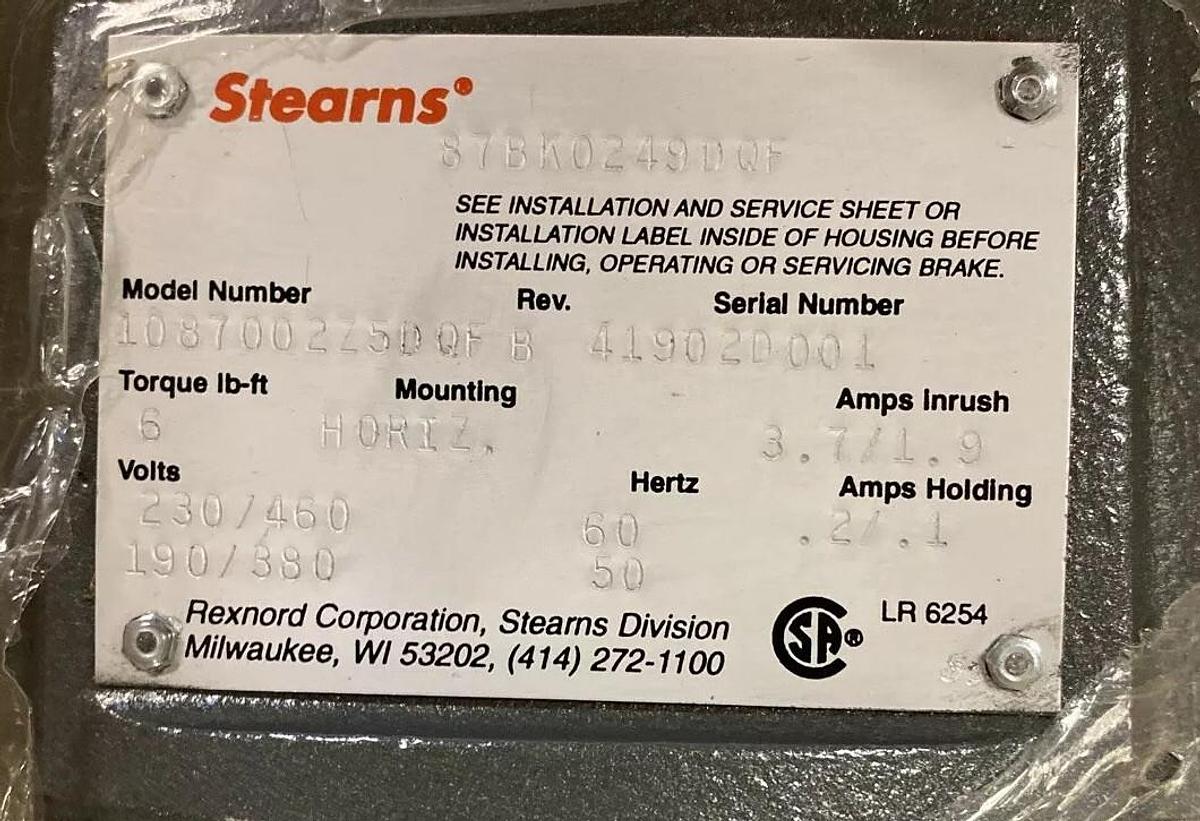 Stearns®
87BK0249DQF
SEE INSTALLATION AND SERVICE SHEET OR
INSTALLATION LABEL INSIDE OF HOUSING BEFORE
INSTALLING, OPERATING OR SERVICING BRAKE.
Model Number Rev. Serial Number
1087002Z5DQF B 41902D001
Torque lb-ft Mounting Amps Inrush
6 HORIZ. 3.7/1.9
Volts Hertz Amps Holding
230/460 60 .2/.1
190/380 50
Rexnord Corporation, Stearns Division
Milwaukee, WI 53202, (414) 272-1100
SA® LR 6254